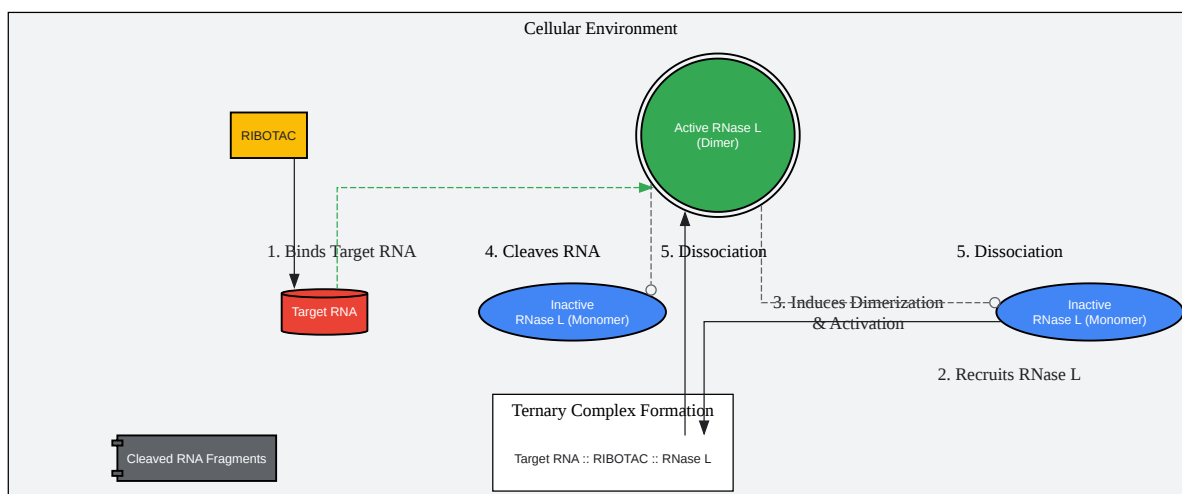 Cellular Environment
Active RNase L
(Dimer)
RIBOTAC
1. Binds Target RNA
4. Cleaves RNA
5. Dissociation
5. Dissociation
Target RNA
Inactive
RNase L (Monomer)
3. Induces Dimerization
& Activation
Inactive
RNase L (Monomer)
2. Recruits RNase L
Ternary Complex Formation
Target RNA :: RIBOTAC :: RNase L
Cleaved RNA Fragments